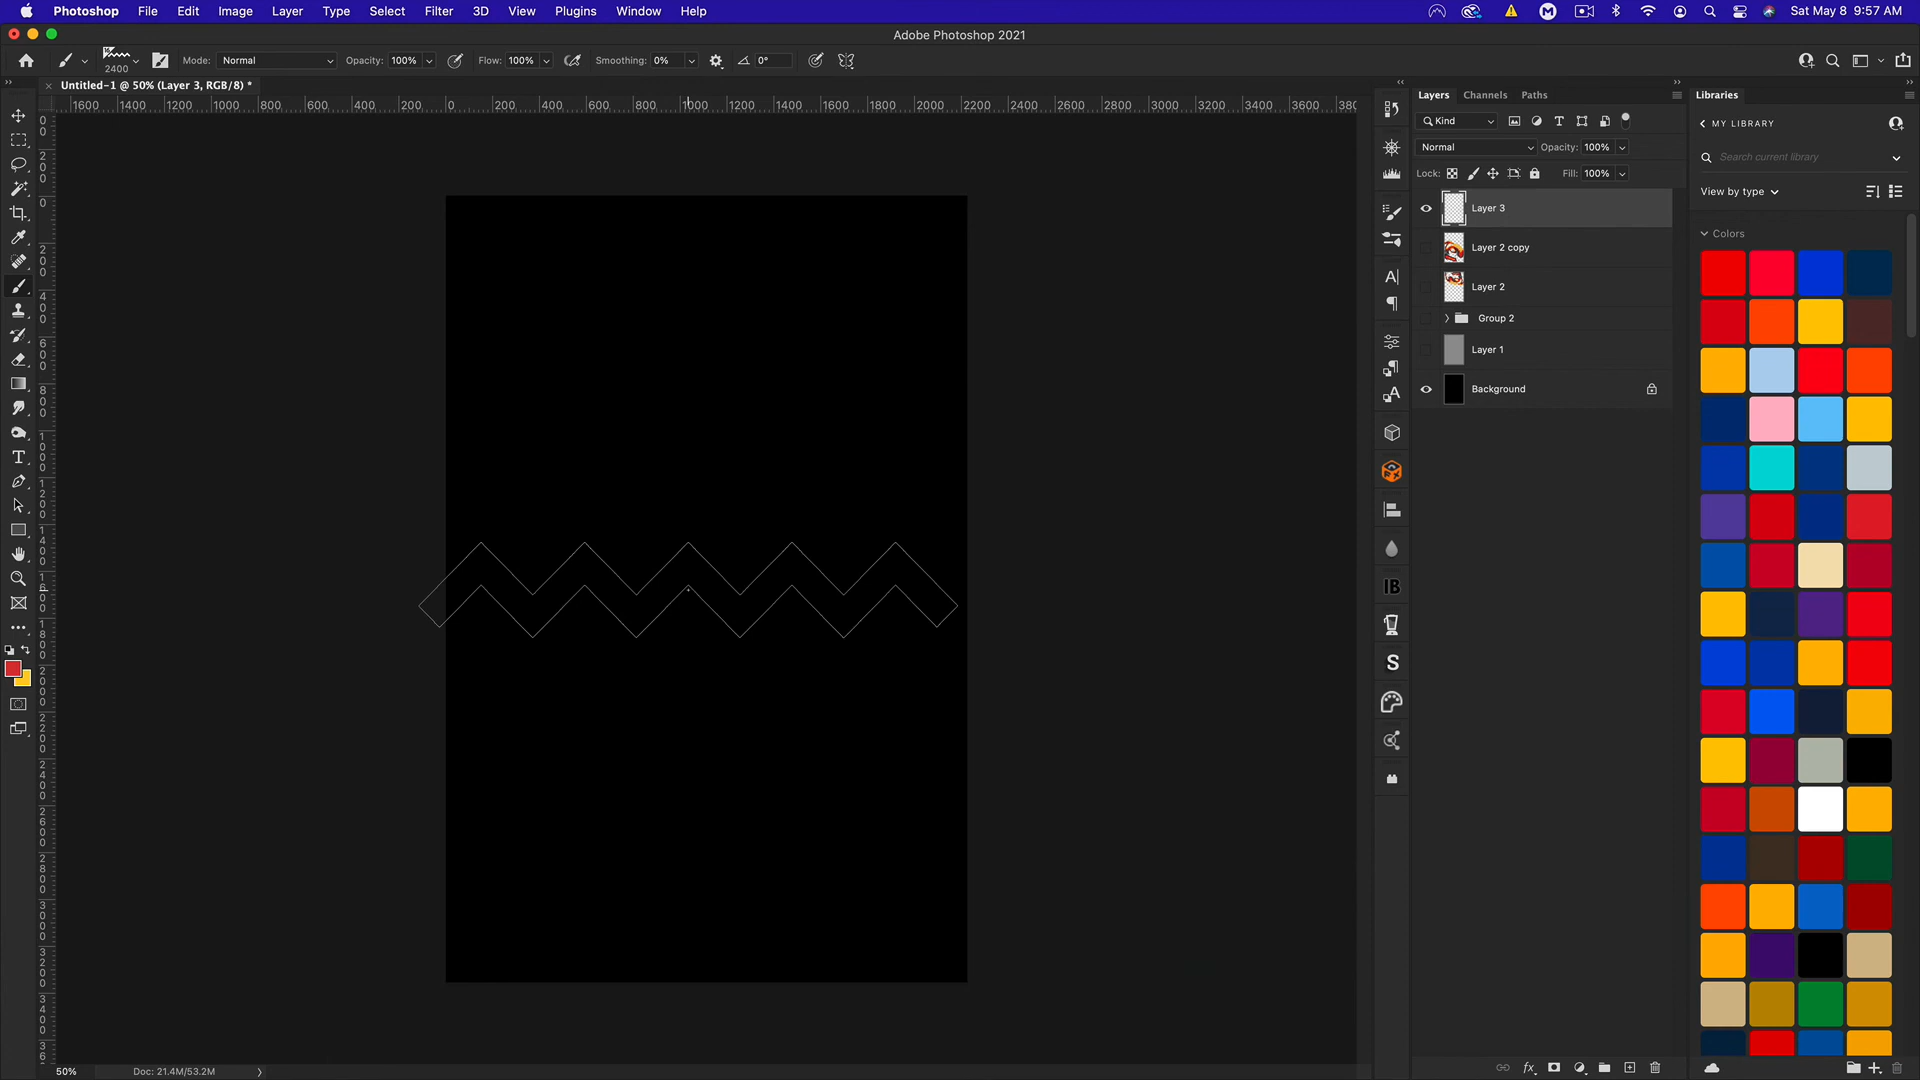 Photoshop File Edit Image Layer Type Select Filter 3D View Plugins Window Help Sat May 8 9:57 AM
Adobe Photoshop 2021
2400 Mode: Normal Opacity: 100% Flow: 100% Smoothing: 0% 0°
Untitled-1 @ 50% (Layer 3, RGB/8) *
1600 1400 1200 1000 800 600 400 200 0 200 400 600 800 1000 1200 1400 1600 1800 2000 2200 2400 2600 2800 3000 3200 3400 3600
Layers Channels Paths
Kind
Normal Opacity: 100%
Lock: Fill: 100%
Layer 3
Layer 2 copy
Layer 2
Group 2
Layer 1
Background
Libraries
MY LIBRARY
Search current library
View by type
Colors
50% Doc: 21.4M/53.2M